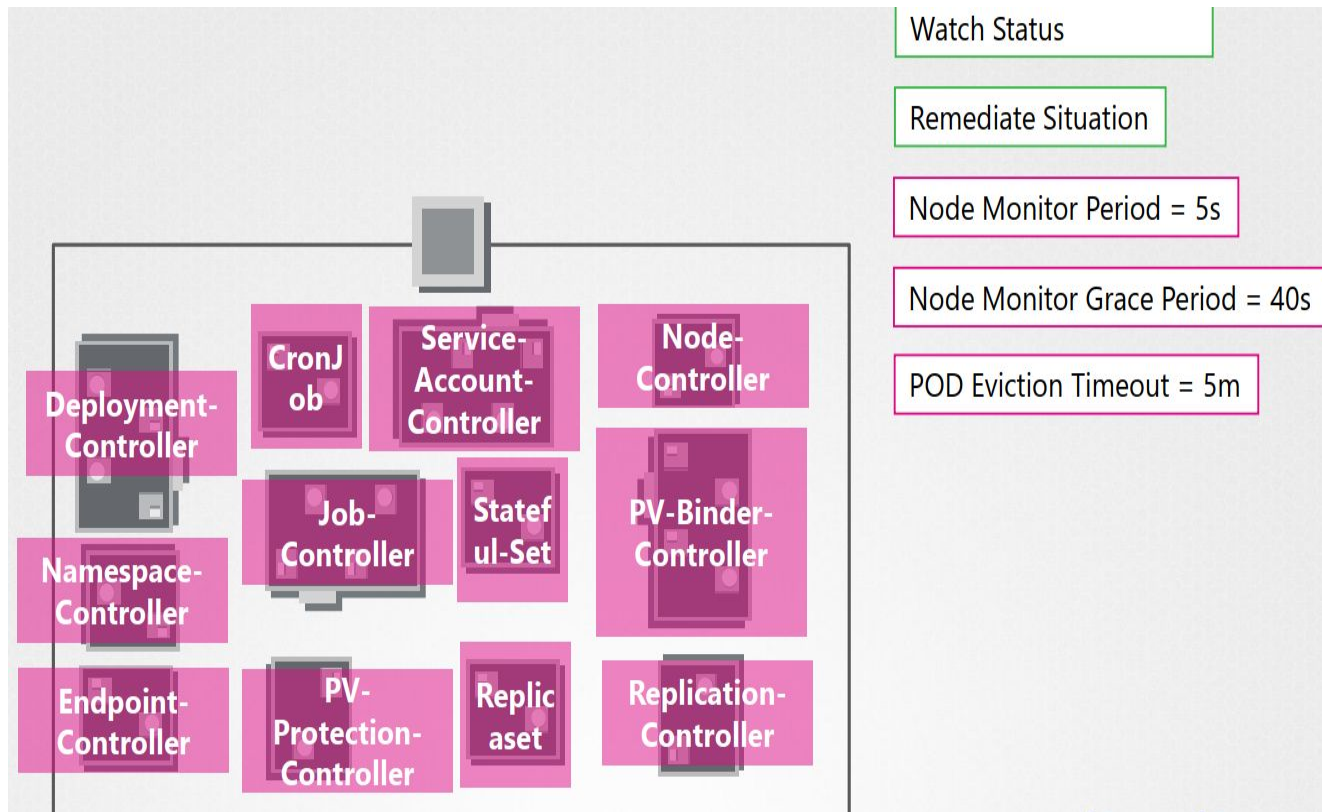 Watch Status
Remediate Situation
Node Monitor Period = 5s
Node Monitor Grace Period = 40s
POD Eviction Timeout = 5m
Deployment-
Controller
CronJ
ob
Service-
Account-
Controller
Node-
Controller
Job-
Controller
Statef
ul-Set
PV-Binder-
Controller
Namespace-
Controller
Endpoint-
Controller
PV-
Protection-
Controller
Replic
aset
Replication-
Controller